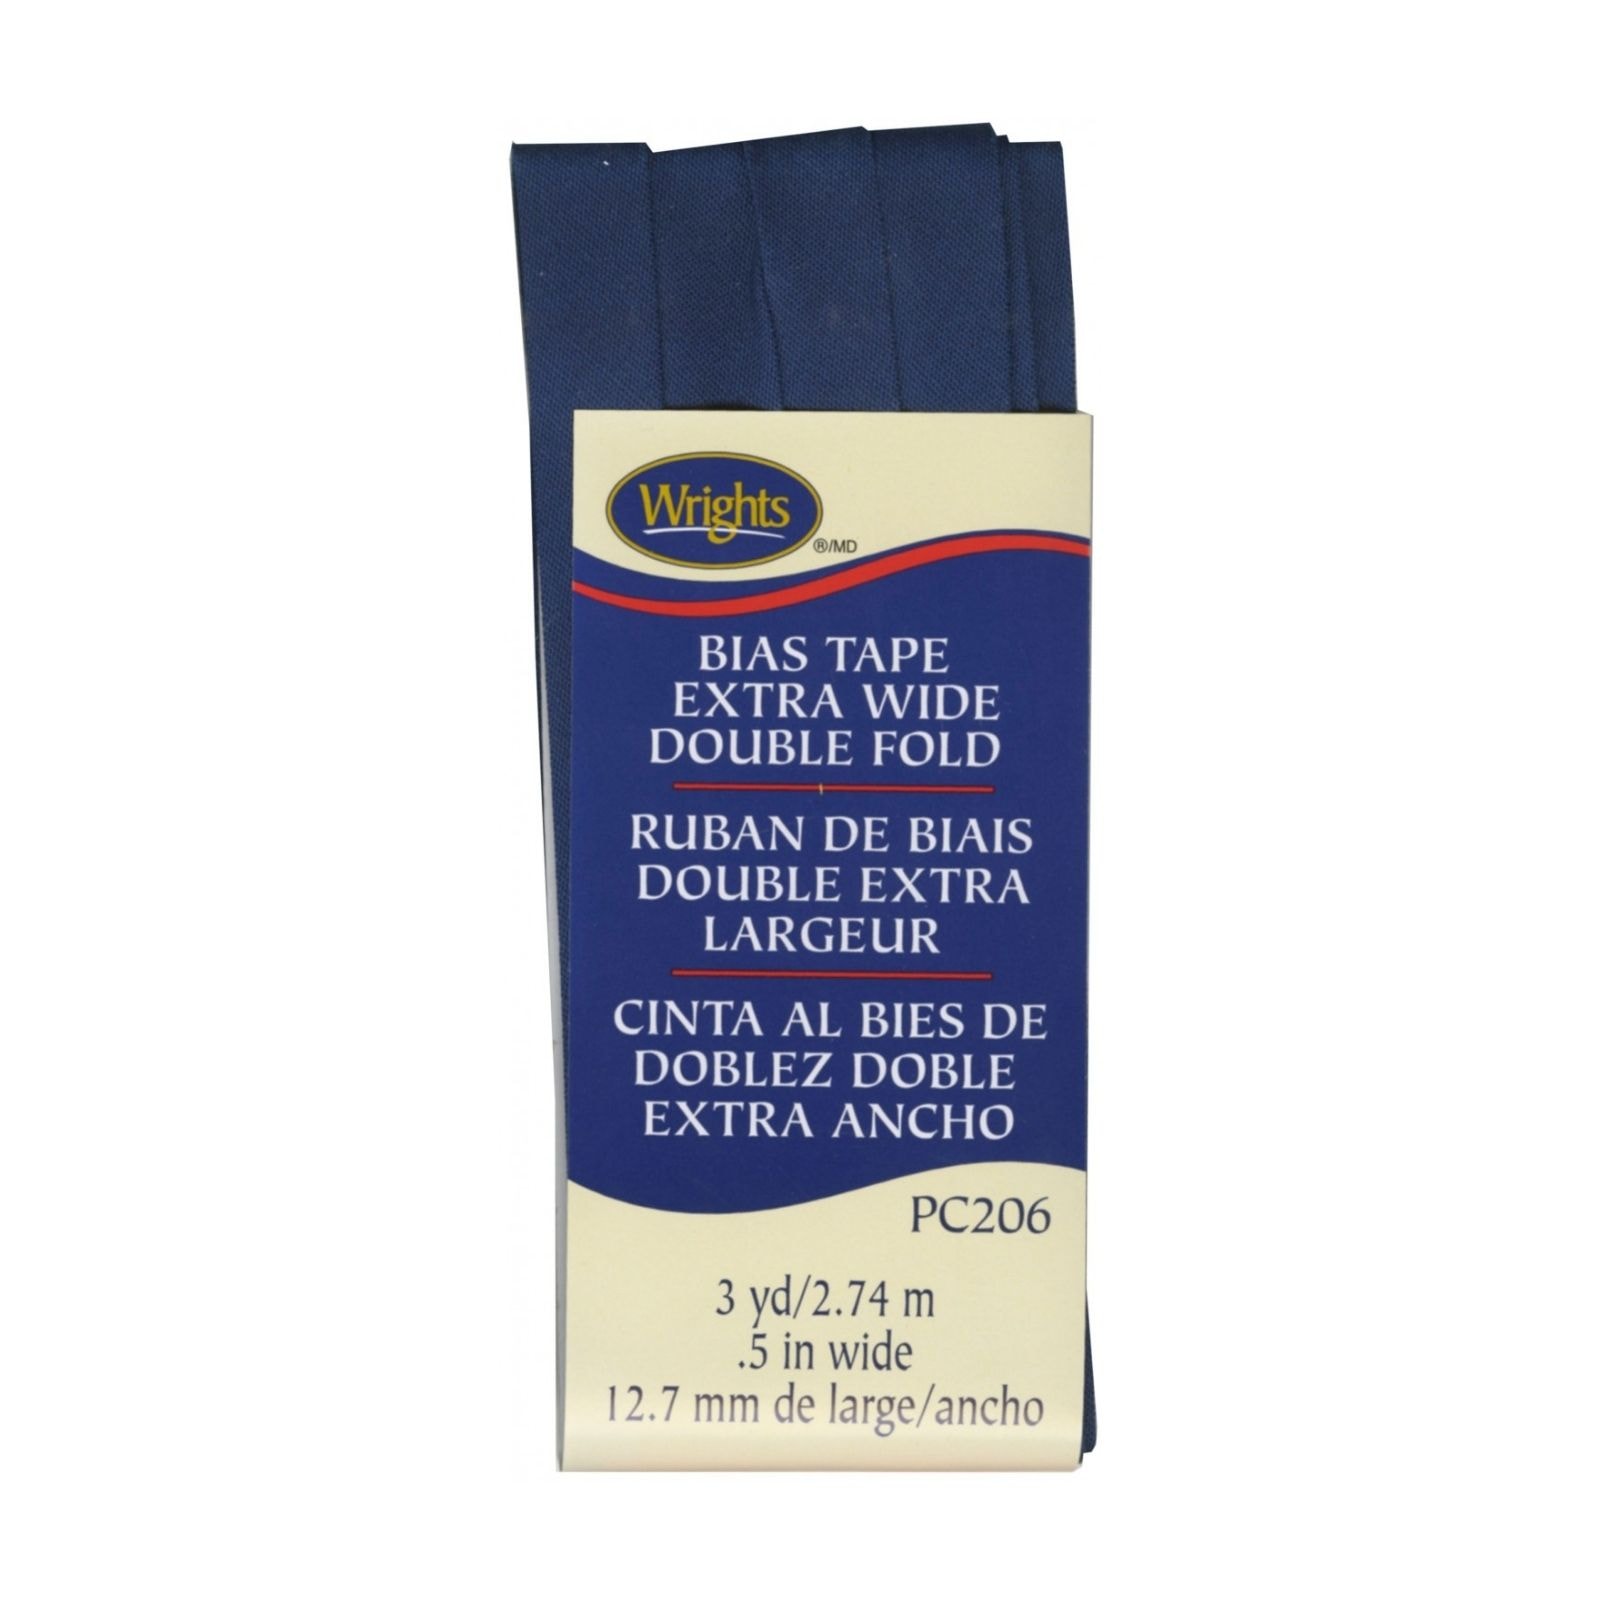 Wrights
®/MD
BIAS TAPE
EXTRA WIDE
DOUBLE FOLD
RUBAN DE BIAIS
DOUBLE EXTRA
LARGEUR
CINTA AL BIES DE
DOBLEZ DOBLE
EXTRA ANCHO
PC206
3 yd/2.74 m
.5 in wide
12.7 mm de large/ancho